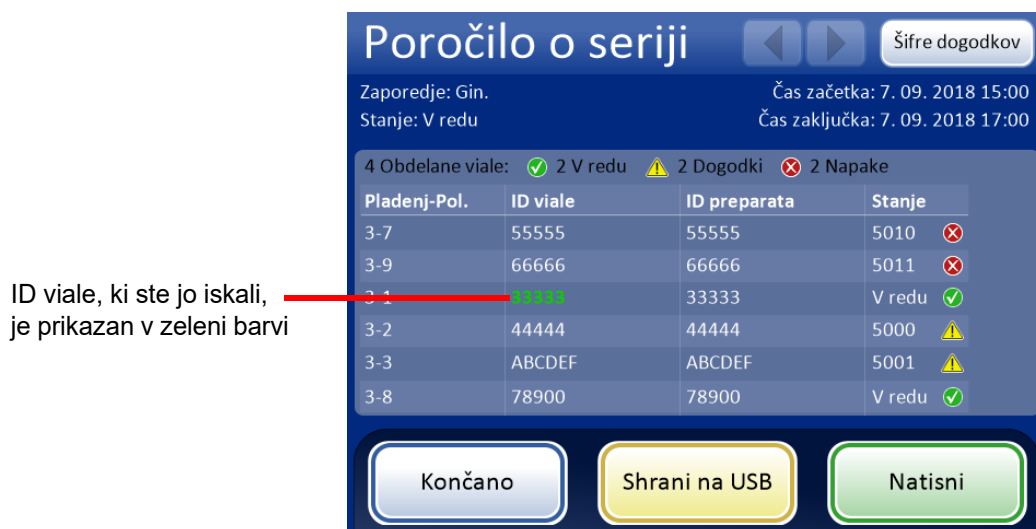 Poročilo o seriji
Šifre dogodkov
Zaporedje: Gin. Čas začetka: 7. 09. 2018 15:00
Stanje: V redu Čas zaključka: 7. 09. 2018 17:00
4 Obdelane viale: 2 V redu 2 Dogodki 2 Napake
Pladenj-Pol. ID viale ID preparata Stanje
3-7 55555 55555 5010
3-9 66666 66666 5011
ID viale, ki ste jo iskali,
je prikazan v zeleni barvi
3-1 33333 33333 V redu
3-2 44444 44444 5000
3-3 ABCDEF ABCDEF 5001
3-8 78900 78900 V redu
Končano Shrani na USB Natisni